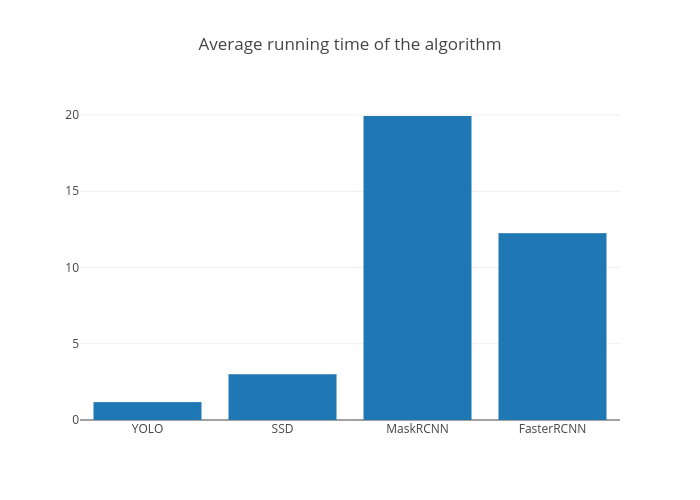 Average running time of the algorithm
20
15
10
5
0
YOLO SSD MaskRCNN FasterRCNN